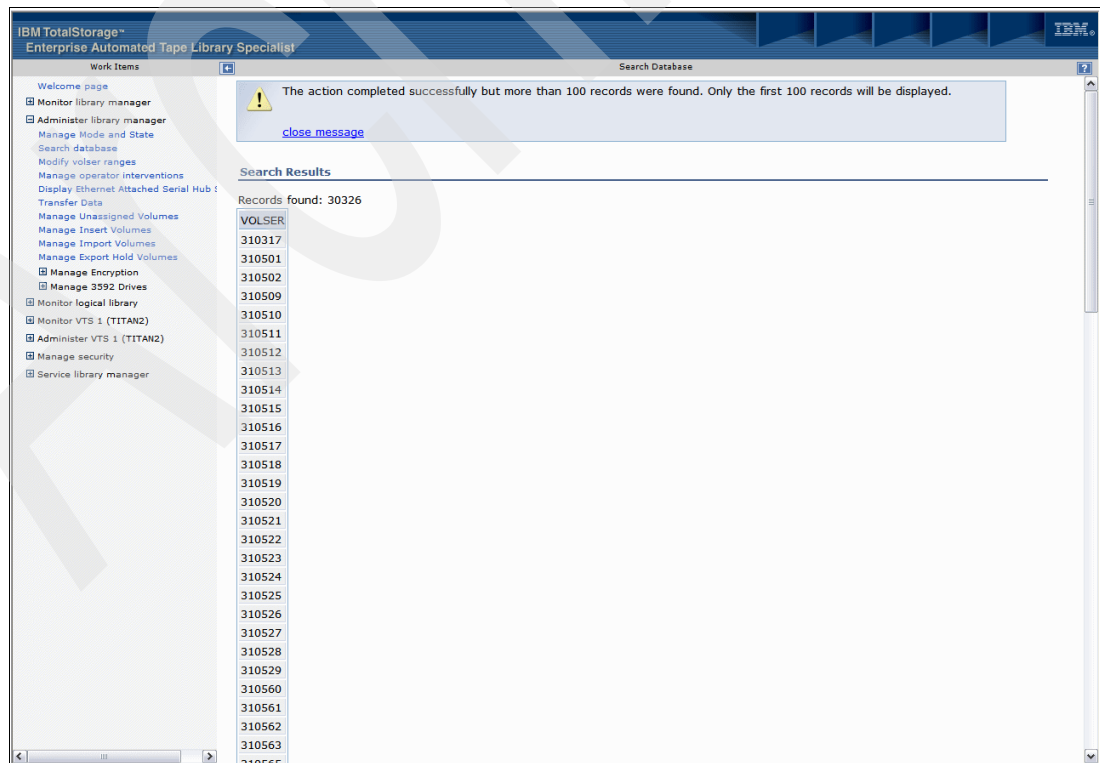 IBM TotalStorage™
Enterprise Automated Tape Library Specialist
IBM®
Work Items
Search Database
?
Welcome page
Monitor library manager
Administer library manager
Manage Mode and State
Search database
Modify volser ranges
Manage operator interventions
Display Ethernet Attached Serial Hub
Transfer Data
Manage Unassigned Volumes
Manage Insert Volumes
Manage Import Volumes
Manage Export Hold Volumes
Manage Encryption
Manage 3592 Drives
Monitor logical library
Monitor VTS 1 (TITAN2)
Administer VTS 1 (TITAN2)
Manage security
Service library manager
The action completed successfully but more than 100 records were found. Only the first 100 records will be displayed.
close message
Search Results
Records found: 30326
VOLSER
310317
310501
310502
310509
310510
310511
310512
310513
310514
310515
310516
310517
310518
310519
310520
310521
310522
310523
310524
310525
310526
310527
310528
310529
310560
310561
310562
310563